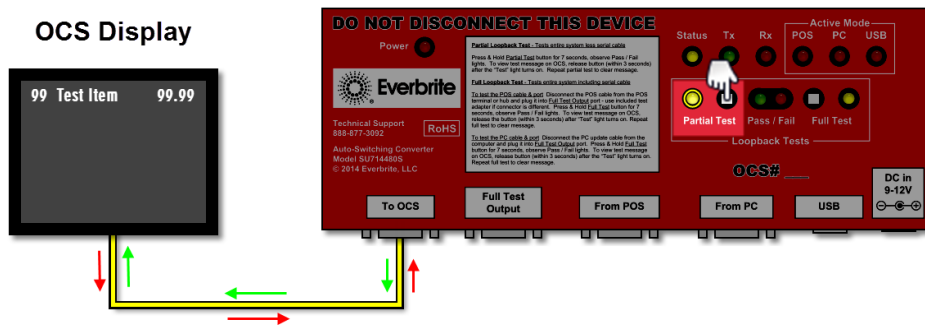 OCS Display
99 Test Item 99.99
DO NOT DISCONNECT THIS DEVICE
Power
Everbrite
Technical Support
888-877-3092
RoHS
Auto-Switching Converter
Model SU714480S
© 2014 Everbrite, LLC
Partial Loopback Test - Tests entire system less serial cable
Press & Hold Partial Test button for 7 seconds, observe Pass / Fail
lights. To view test message on OCS, release button (within 3 seconds)
after the "Test" light turns on. Repeat partial test to clear message.
Full Loopback Test - Tests entire system including serial cable
To test the POS cable & port Disconnect the POS cable from the POS
terminal or hub and plug it into Full Test Output port - use included test
adapter if connector is different. Press & Hold Full Test button for 7
seconds, observe Pass / Fail lights. To view test message on OCS,
release the button (within 3 seconds) after "Test" light turns on. Repeat
full test to clear message.
To test the PC cable & port Disconnect the PC update cable from the
computer and plug it into Full Test Output port. Press & Hold Full Test
button for 7 seconds, observe Pass / Fail lights. To view test message
on OCS, release button (within 3 seconds) after the "Test" light turns on.
Repeat full test to clear message.
Active Mode
Status Tx Rx POS PC USB
Partial Test Pass / Fail Full Test
Loopback Tests
OCS# __
DC in
9-12V
To OCS
Full Test
Output
From POS
From PC
USB